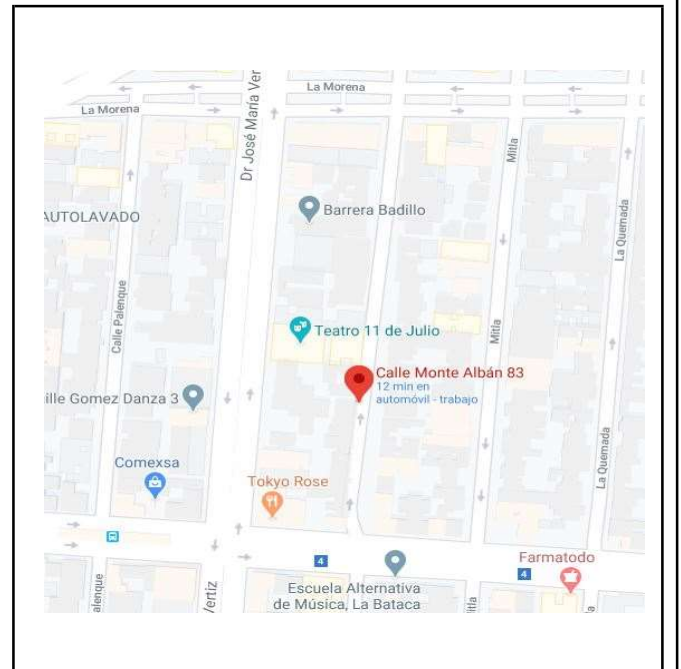 La Morena
La Morena
Dr José María Ver
Mitla
La Quemada
Barrera Badillo
AUTOLAVADO
Calle Palenque
Teatro 11 de Julio
Mitla
Calle Monte Albán 83
12 min en
automóvil - trabajo
ille Gomez Danza 3
La Quemada
Comexsa
Tokyo Rose
4
4
Farmatodo
Escuela Alternativa
de Música, La Bataca
alenque
Vertiz
itla
a